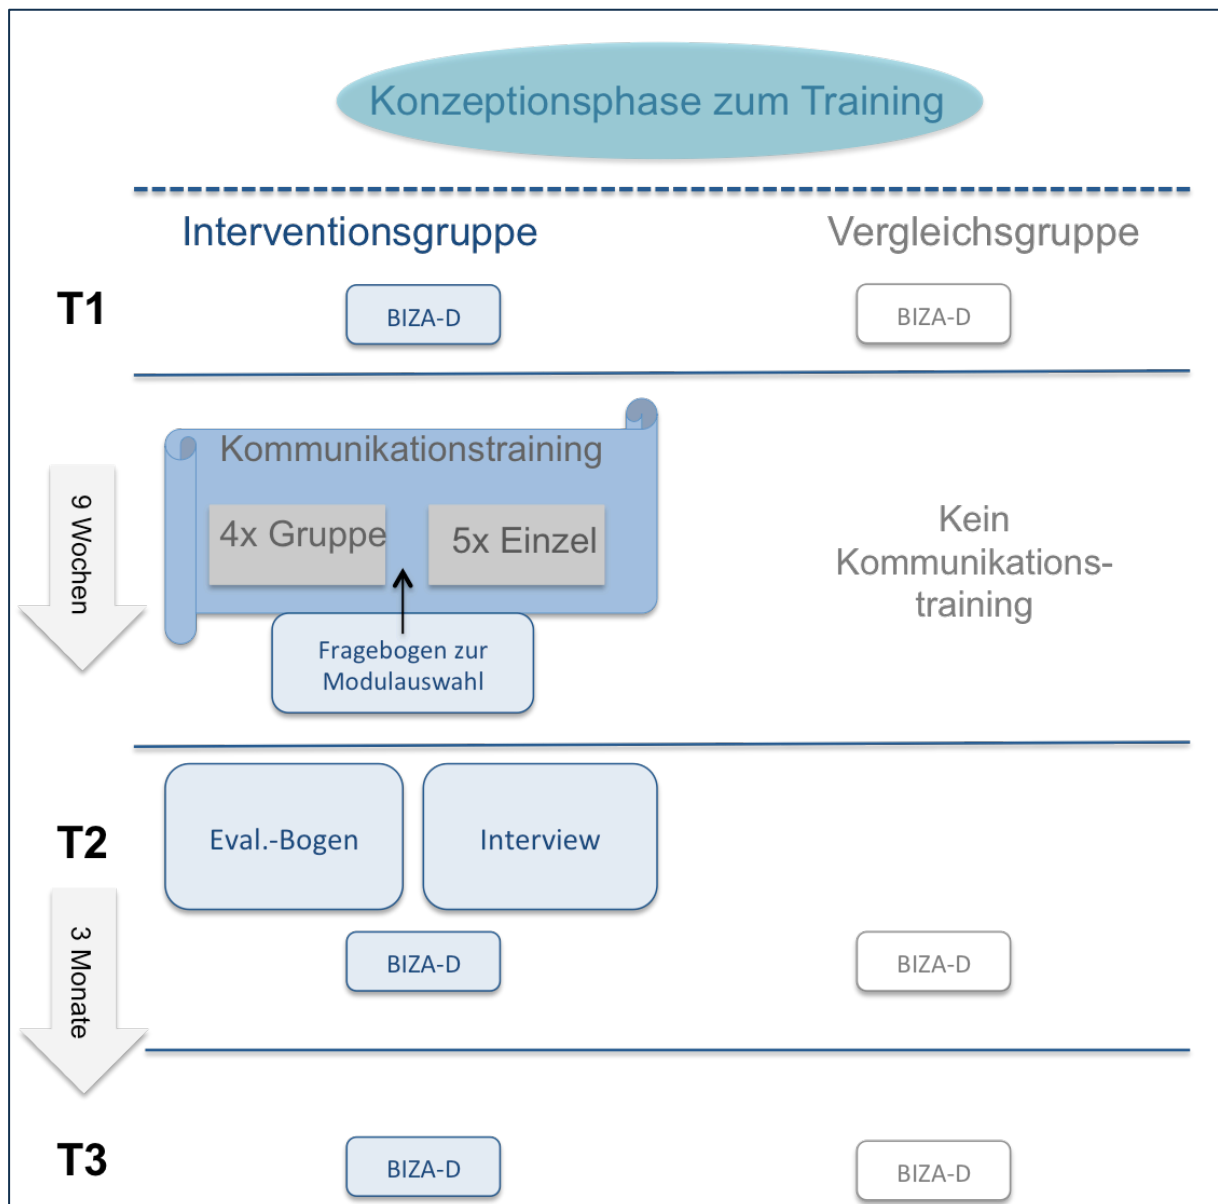 Konzeptionsphase zum Training
Interventionsgruppe
Vergleichsgruppe
T1
BIZA-D
BIZA-D
9 Wochen
Kommunikationstraining
4x Gruppe
5x Einzel
Fragebogen zur
Modulauswahl
Kein
Kommunikations-
training
T2
Eval.-Bogen
Interview
3 Monate
BIZA-D
BIZA-D
T3
BIZA-D
BIZA-D